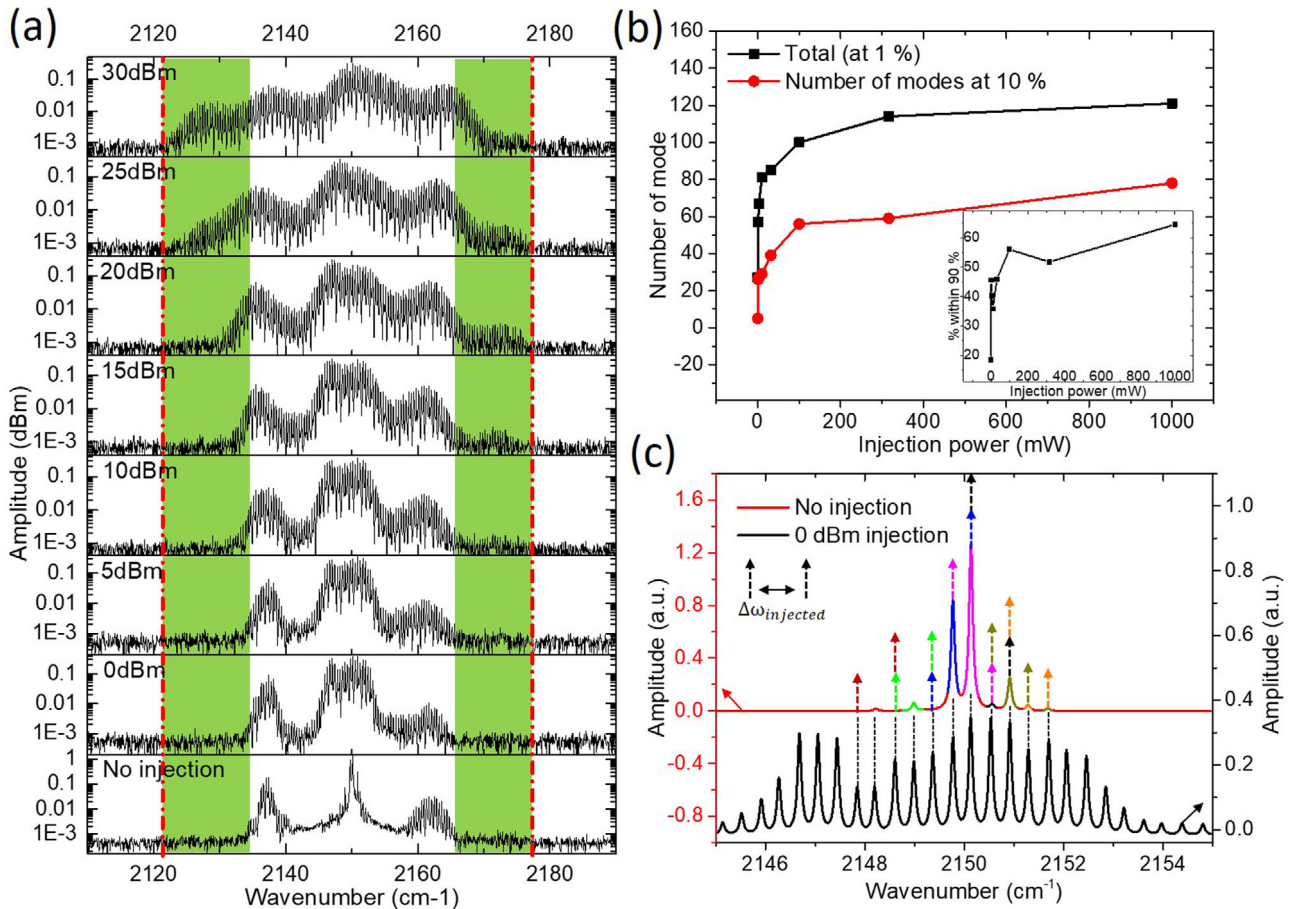 (a)
2120 2140 2160 2180
30dBm
0.1
0.01
1E-3
25dBm
0.1
0.01
1E-3
20dBm
0.1
0.01
1E-3
15dBm
0.1
0.01
1E-3
10dBm
0.1
0.01
1E-3
5dBm
0.1
0.01
1E-3
0dBm
0.1
0.01
1E-3
No injection
1
0.1
0.01
1E-3
Amplitude (dBm)
2120 2140 2160 2180
Wavenumber (cm-1)
(b)
160
140
120
100
80
60
40
20
0
-20
Number of mode
Total (at 1 %)
Number of modes at 10 %
0 200 400 600 800 1000
Injection power (mW)
60
50
40
30
20
% within 90 %
0 200 400 600 800 1000
Injection power (mW)
(c)
1.6
1.2
0.8
0.4
0.0
-0.4
-0.8
Amplitude (a.u.)
No injection
0 dBm injection
Δω injected
1.0
0.8
0.6
0.4
0.2
0.0
Amplitude (a.u.)
2146 2148 2150 2152 2154
Wavenumber (cm-1)